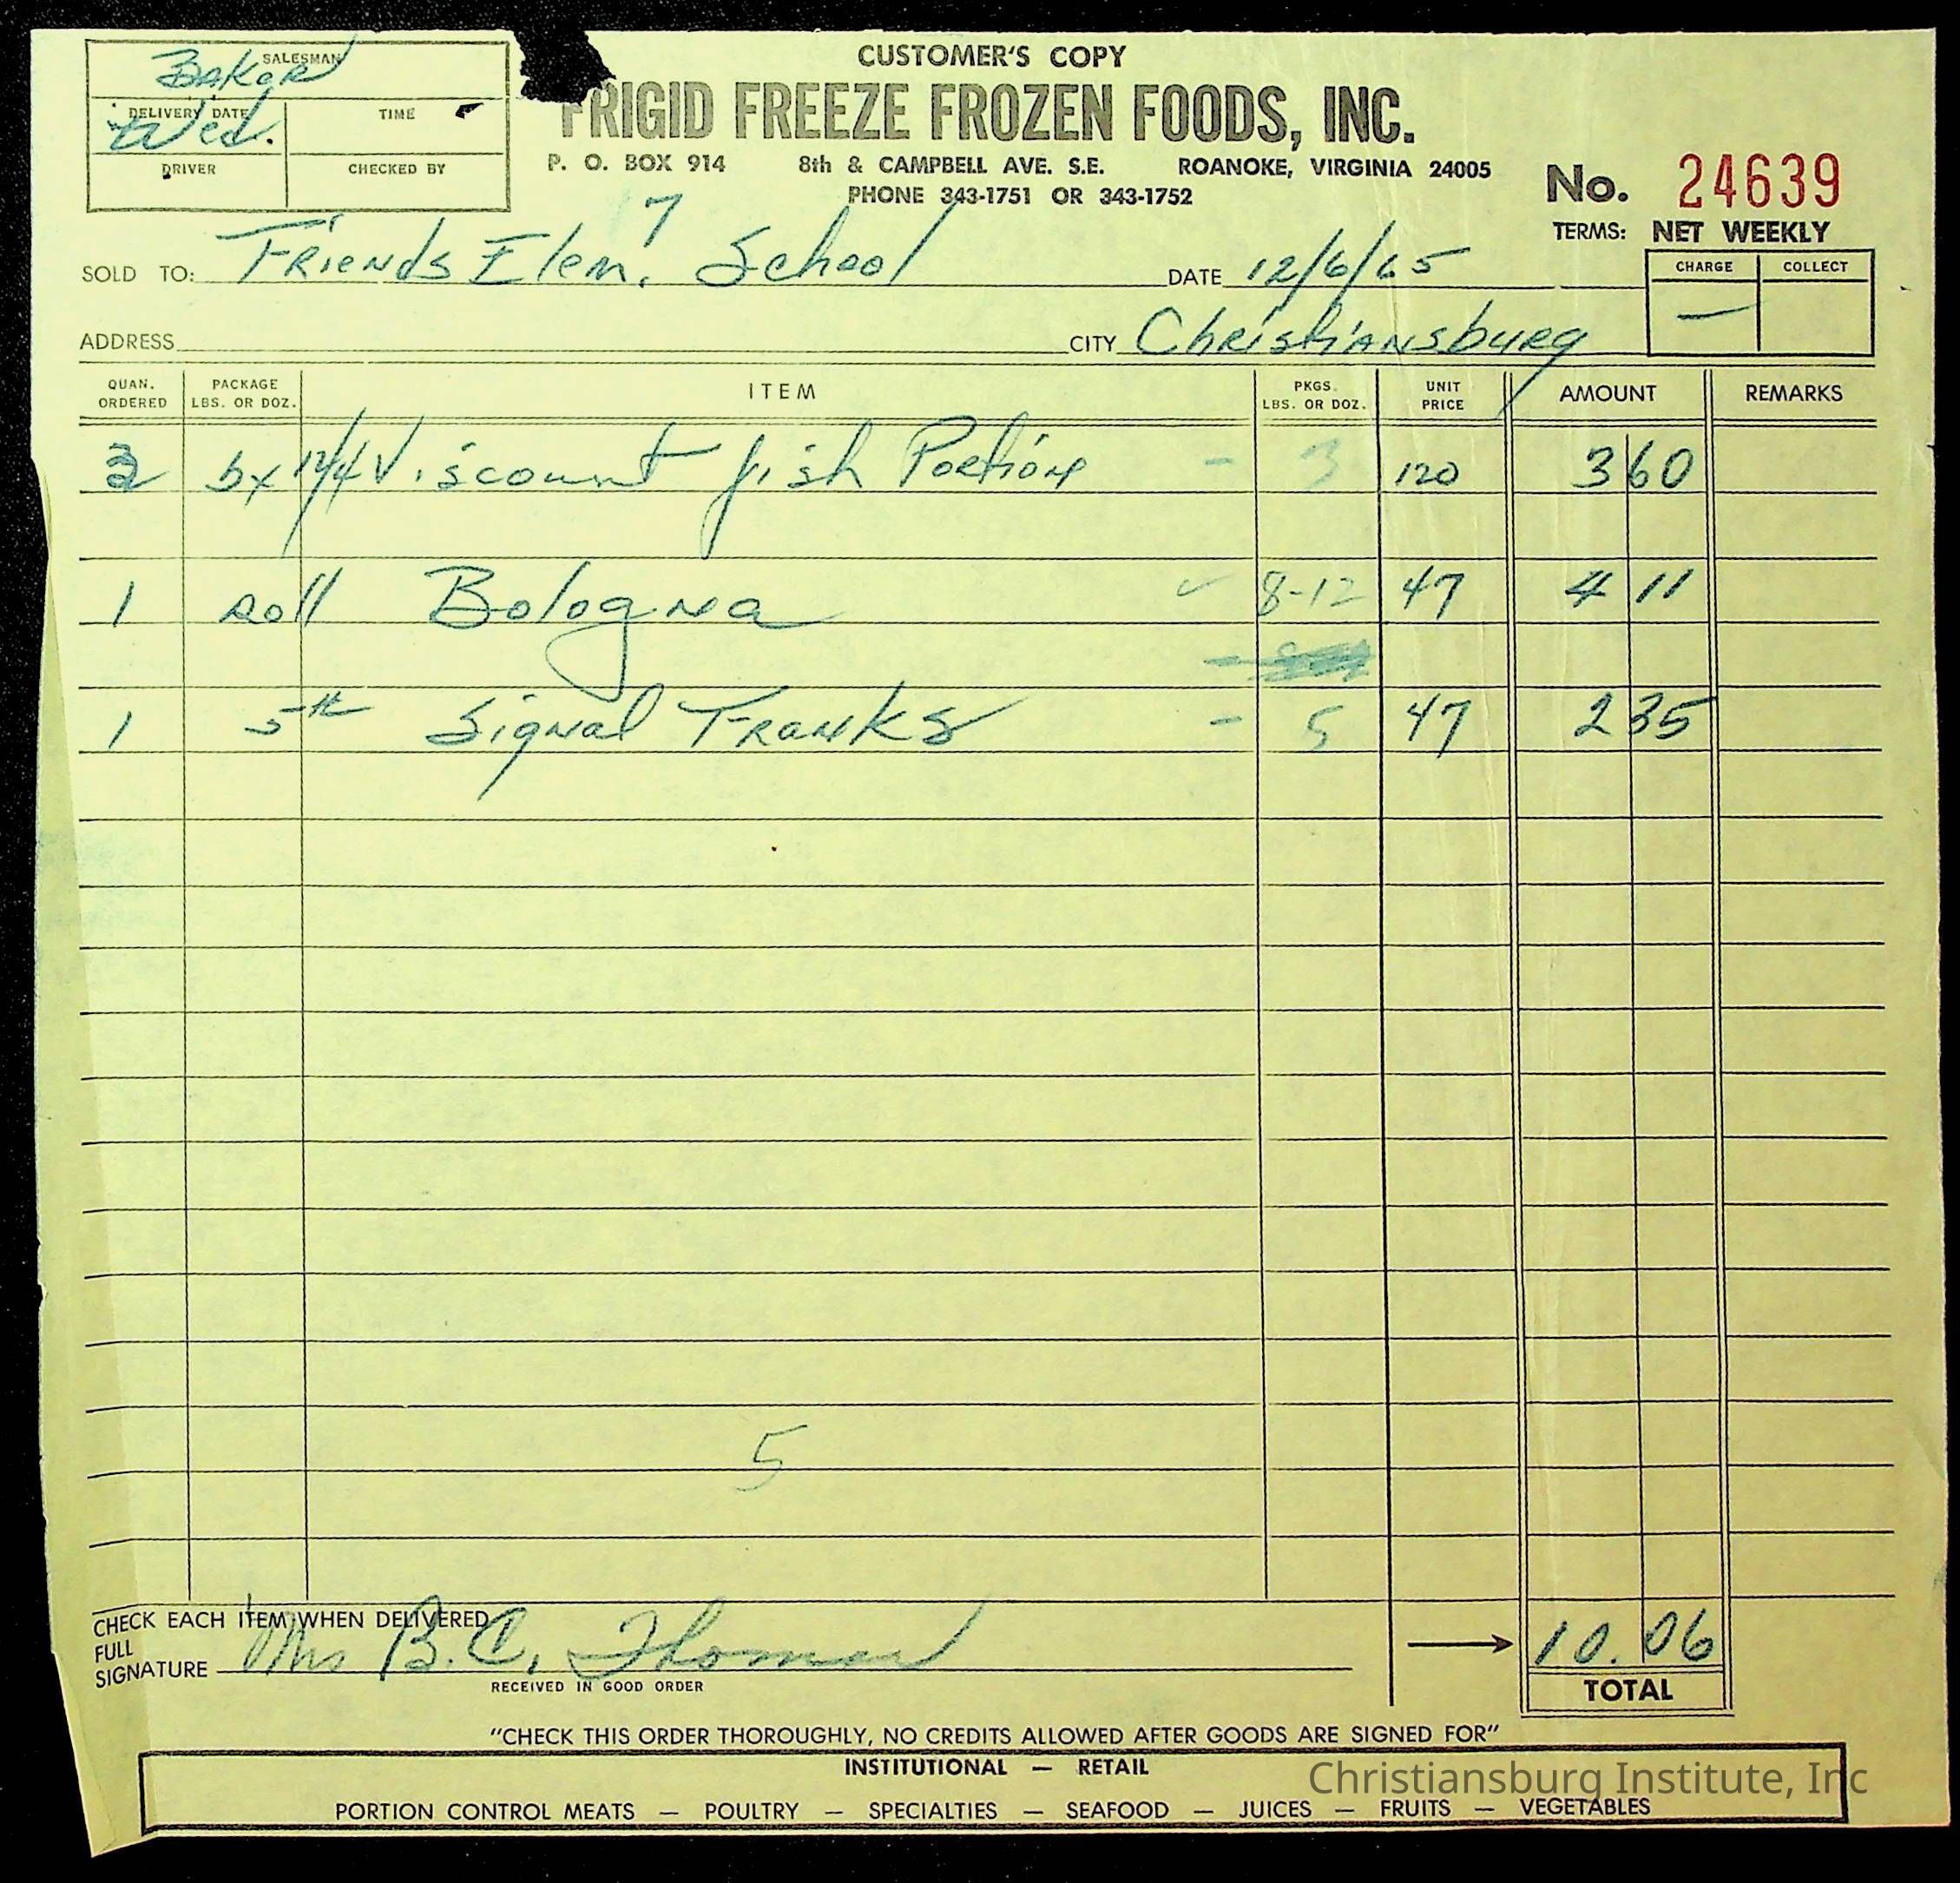 CUSTOMER'S COPY
SALESMAN
Baker
DELIVERY DATE
Wed.
TIME
DRIVER
CHECKED BY
FRIGID FREEZE FROZEN FOODS, INC.
P. O. BOX 914 8th & CAMPBELL AVE. S.E. ROANOKE, VIRGINIA 24005
PHONE 343-1751 OR 343-1752
No. 24639
TERMS: NET WEEKLY
7
SOLD TO: Friends Elem. School DATE 12/6/65
CHARGE COLLECT
—
ADDRESS CITY Christiansburg
QUAN. ORDERED PACKAGE LBS. OR DOZ. ITEM PKGS. LBS. OR DOZ. UNIT PRICE AMOUNT REMARKS
3 bx Viscount fish Portions - 3 120 3 60
1 Roll Bologna ✓ 8-12 47 4 11
1 5# Signal Franks - 5 47 2 35
5
CHECK EACH ITEM WHEN DELIVERED
FULL
SIGNATURE Mrs B.C. Thomas
RECEIVED IN GOOD ORDER
→ 10.06
TOTAL
"CHECK THIS ORDER THOROUGHLY, NO CREDITS ALLOWED AFTER GOODS ARE SIGNED FOR"
INSTITUTIONAL — RETAIL
PORTION CONTROL MEATS — POULTRY — SPECIALTIES — SEAFOOD — JUICES — FRUITS — VEGETABLES
Christiansburg Institute, Inc